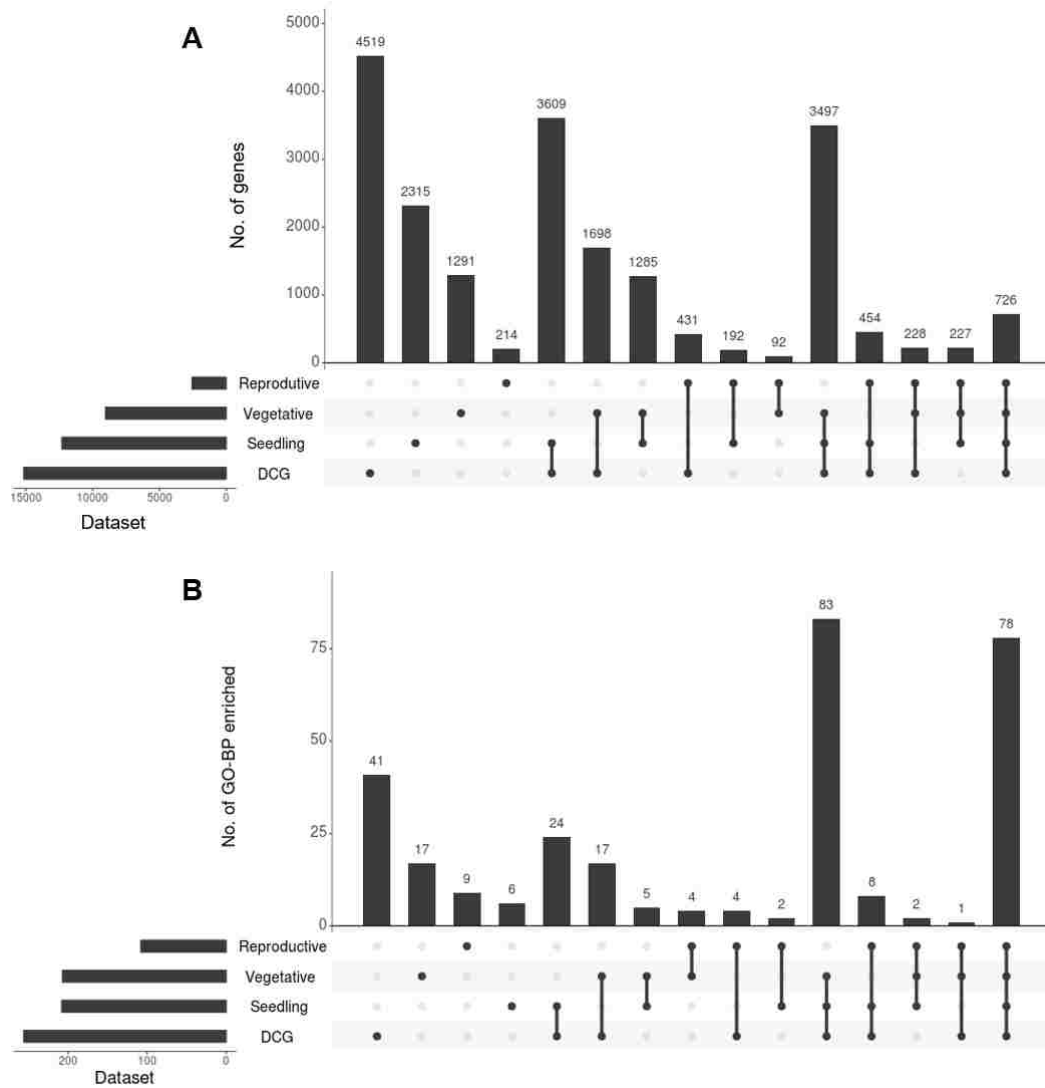 A
No. of genes
5000
4000
3000
2000
1000
0
4519
2315
1291
214
3609
1698
1285
431
192
92
3497
454
228
227
726
Reprodutive
Vegetative
Seedling
DCG
15000 10000 5000 0
Dataset
B
No. of GO-BP enriched
75
50
25
0
41
17
9
6
24
17
5
4
4
2
83
8
2
1
78
Reproductive
Vegetative
Seedling
DCG
200 100 0
Dataset